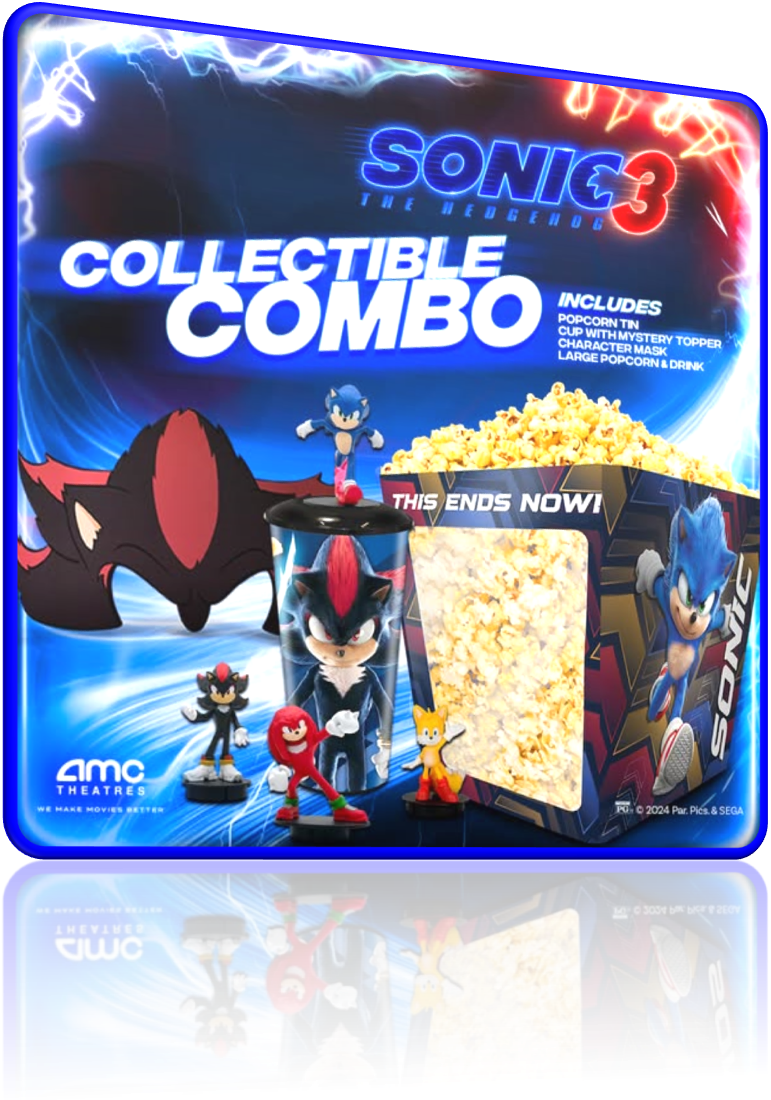 SONIC 3
THE HEDGEHOG
COLLECTIBLE
COMBO
INCLUDES
POPCORN TIN
CUP WITH MYSTERY TOPPER
CHARACTER MASK
LARGE POPCORN & DRINK
THIS ENDS NOW!
SONIC
amc
THEATRES
WE MAKE MOVIES BETTER
PG © 2024 Par. Pics. & SEGA